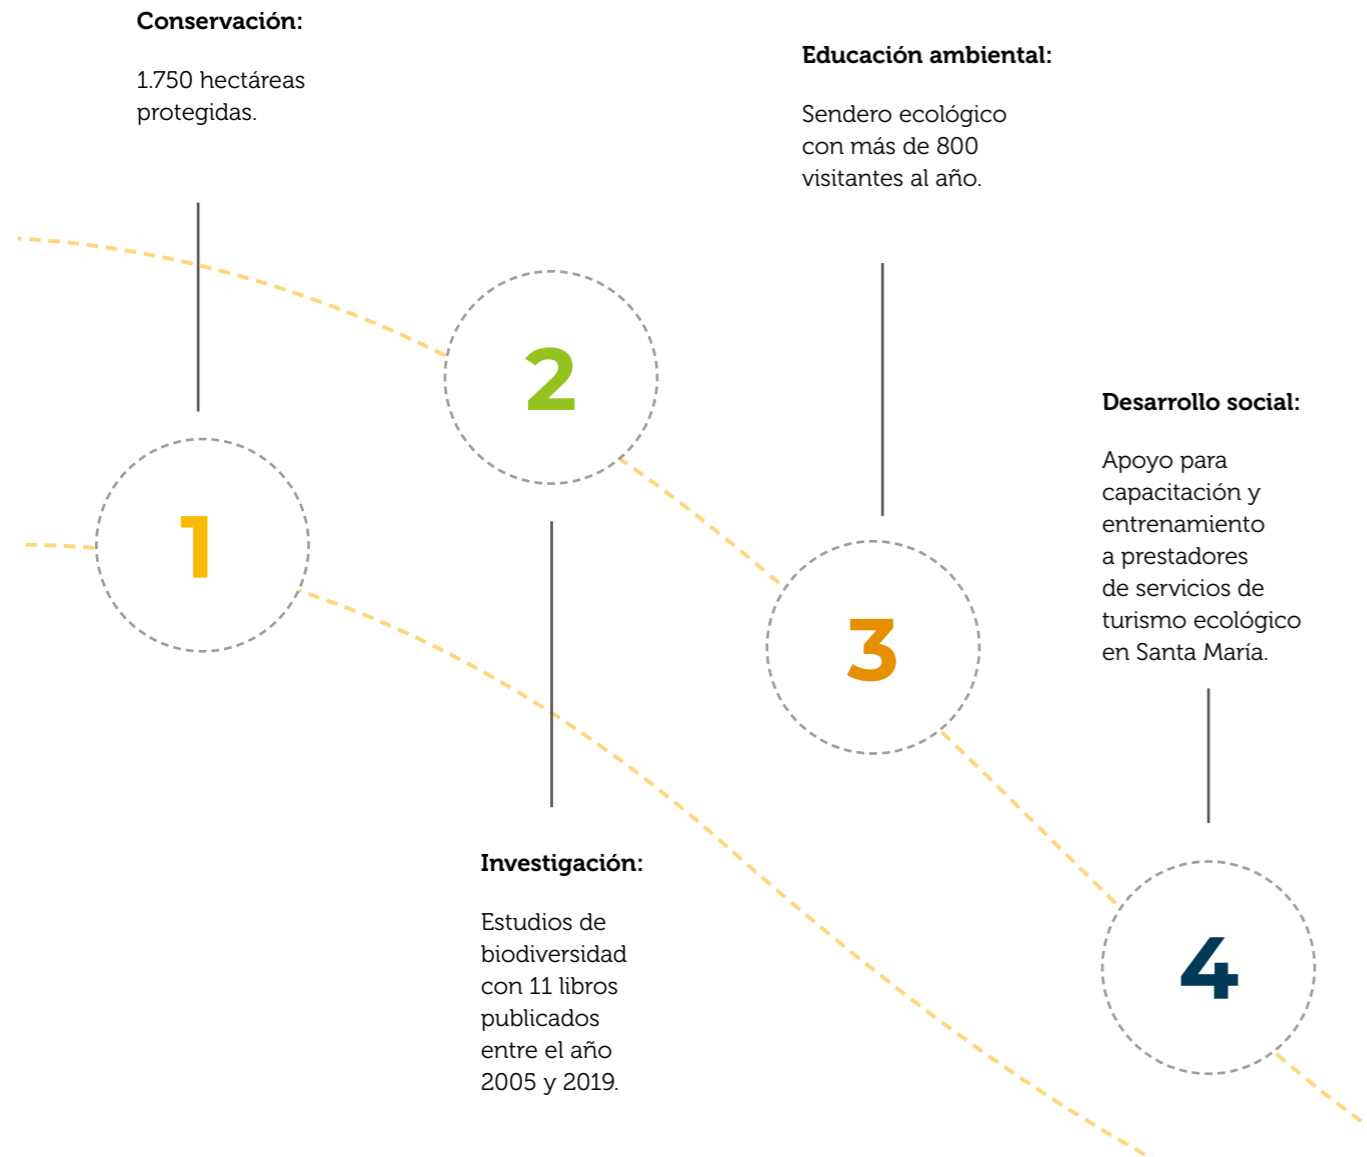 Conservación:
1.750 hectáreas
protegidas.
1
2
Investigación:
Estudios de
biodiversidad
con 11 libros
publicados
entre el año
2005 y 2019.
Educación ambiental:
Sendero ecológico
con más de 800
visitantes al año.
3
Desarrollo social:
Apoyo para
capacitación y
entrenamiento
a prestadores
de servicios de
turismo ecológico
en Santa María.
4